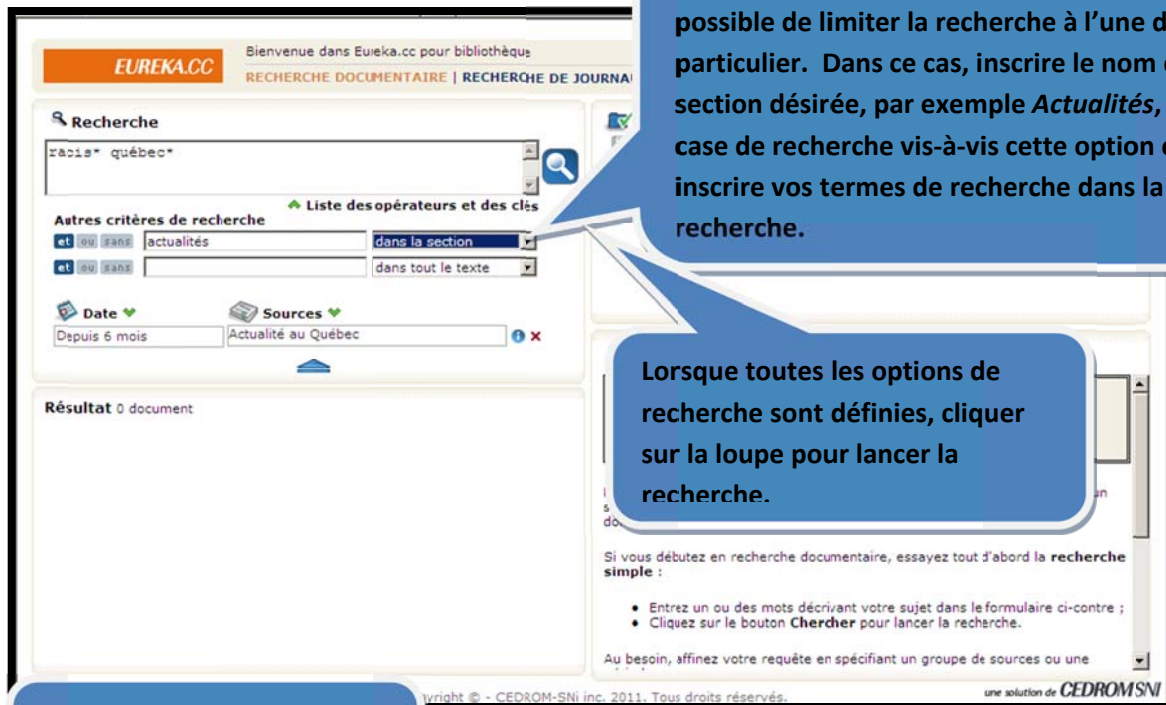 possible de limiter la recherche à l'une d
particulier. Dans ce cas, inscrire le nom
section désirée, par exemple Actualités,
case de recherche vis-à-vis cette option
inscrire vos termes de recherche dans la
recherche.
EUREKA.CC
Bienvenue dans Eureka.cc pour bibliothèque
RECHERCHE DOCUMENTAIRE | RECHERCHE DE JOURNA
Recherche
racis* québec*
Liste des opérateurs et des clés
Autres critères de recherche
et ou sans actualités dans la section
et ou sans dans tout le texte
Date Sources
Depuis 6 mois Actualité au Québec
Résultat 0 document
Lorsque toutes les options de
recherche sont définies, cliquer
sur la loupe pour lancer la
recherche.
un
do
Si vous débutez en recherche documentaire, essayez tout d'abord la recherche
simple :
• Entrez un ou des mots décrivant votre sujet dans le formulaire ci-contre ;
• Cliquez sur le bouton Chercher pour lancer la recherche.
Au besoin, affinez votre requête en spécifiant un groupe de sources ou une
yright © - CEDROM-SNi inc. 2011. Tous droits réservés.
une solution de CEDROM SNI